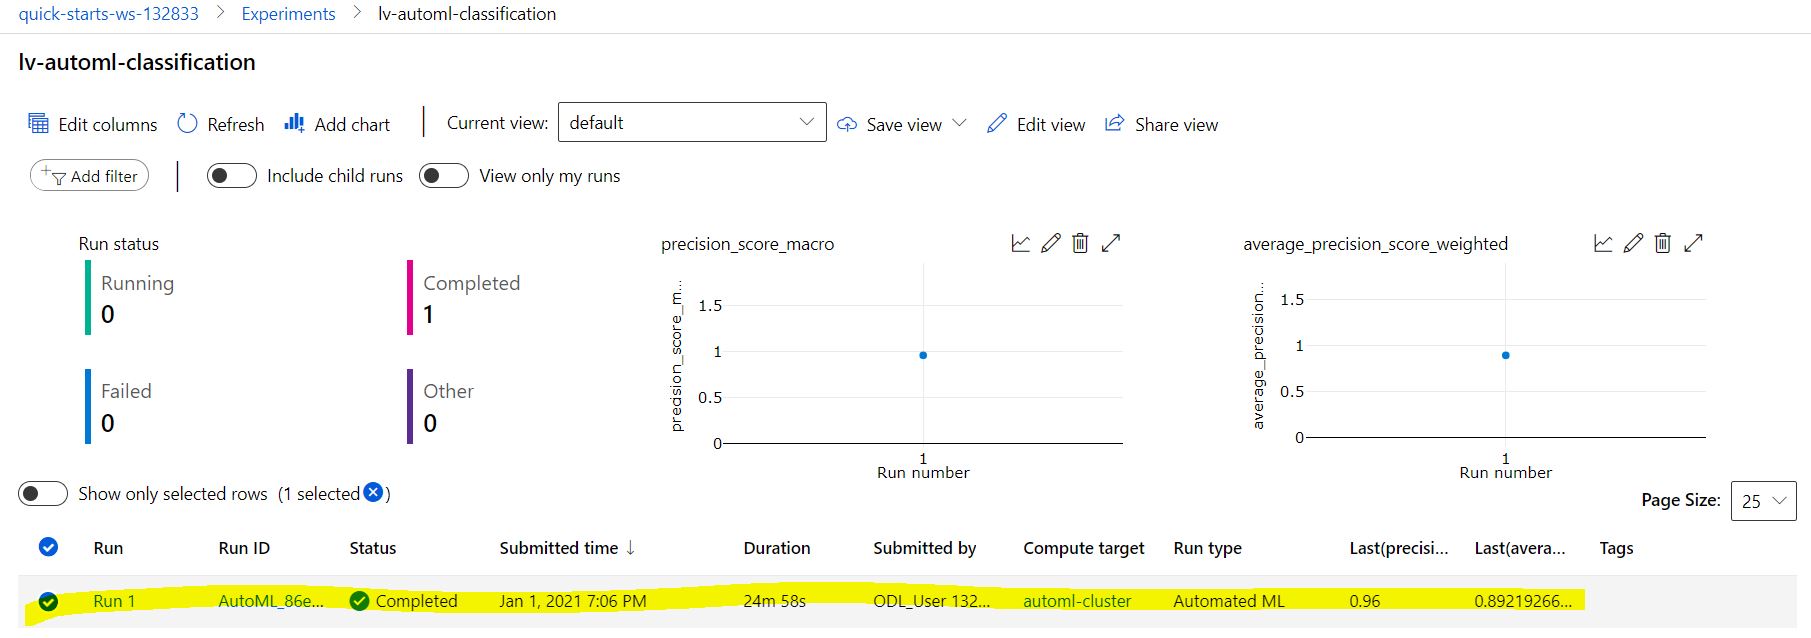 quick-starts-ws-132833 > Experiments > lv-automl-classification
lv-automl-classification
Edit columns Refresh Add chart Current view: default Save view Edit view Share view
Add filter Include child runs View only my runs
Run status
Running
0
Completed
1
Failed
0
Other
0
precision_score_macro
precision_score_m...
1.5
1
0.5
0
1
Run number
average_precision_score_weighted
average_precision...
1.5
1
0.5
0
1
Run number
Show only selected rows (1 selected )
Page Size: 25
Run Run ID Status Submitted time ↓ Duration Submitted by Compute target Run type Last(precisi... Last(avera... Tags
Run 1 AutoML_86e... Completed Jan 1, 2021 7:06 PM 24m 58s ODL_User 132... automl-cluster Automated ML 0.96 0.89219266...